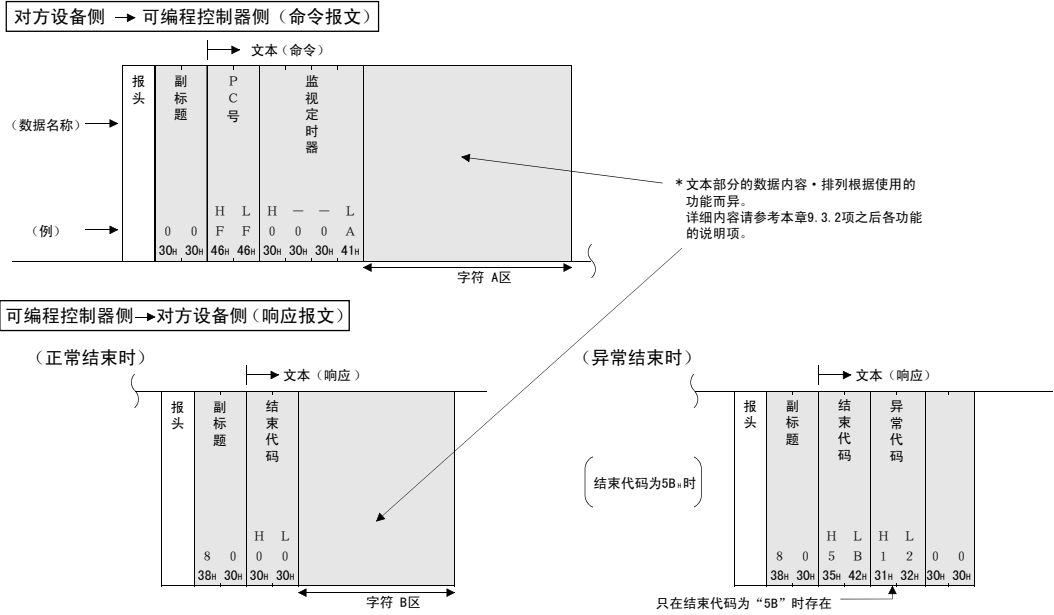 对方设备侧 → 可编程控制器侧（命令报文）
文本（命令）
报头
副标题
PC号
监视定时器
（数据名称）
H L H － － L
（例）
0 0 F F 0 0 0 A
30H 30H 46H 46H 30H 30H 30H 41H
字符 A区
*文本部分的数据内容·排列根据使用的
功能而异。
详细内容请参考本章9.3.2项之后各功能
的说明项。
可编程控制器侧→对方设备侧（响应报文）
（正常结束时）
文本（响应）
报头
副标题
结束代码
H L
8 0 0 0
38H 30H 30H 30H
字符 B区
（异常结束时）
文本（响应）
报头
副标题
结束代码
异常代码
（结束代码为5BH时）
H L H L
8 0 5 B 1 2 0 0
38H 30H 35H 42H 31H 32H 30H 30H
只在结束代码为“5B”时存在